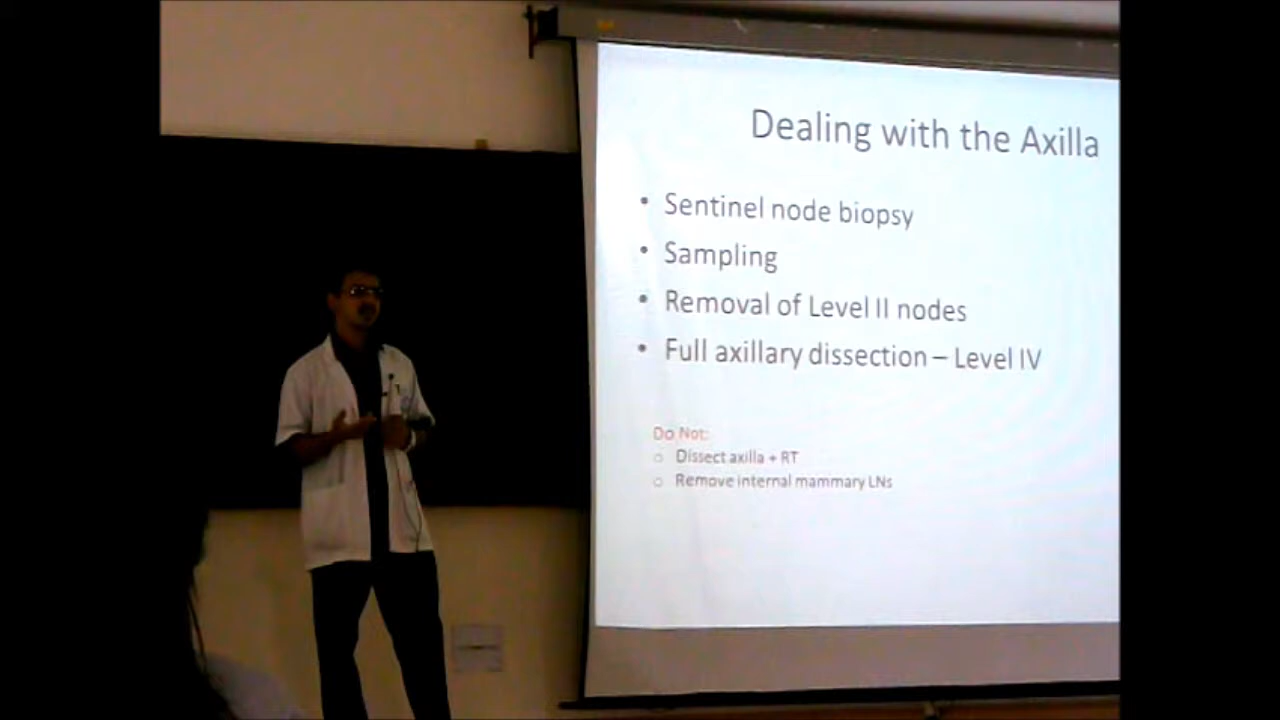 Dealing with the Axilla
• Sentinel node biopsy
• Sampling
• Removal of Level II nodes
• Full axillary dissection – Level IV
Do Not:
o Dissect axilla + RT
o Remove internal mammary LNs